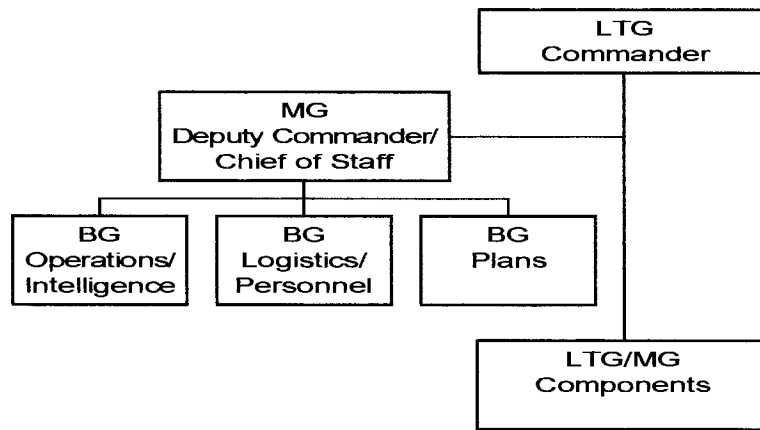 LTG
Commander
MG
Deputy Commander/
Chief of Staff
BG
Operations/
Intelligence
BG
Logistics/
Personnel
BG
Plans
LTG/MG
Components